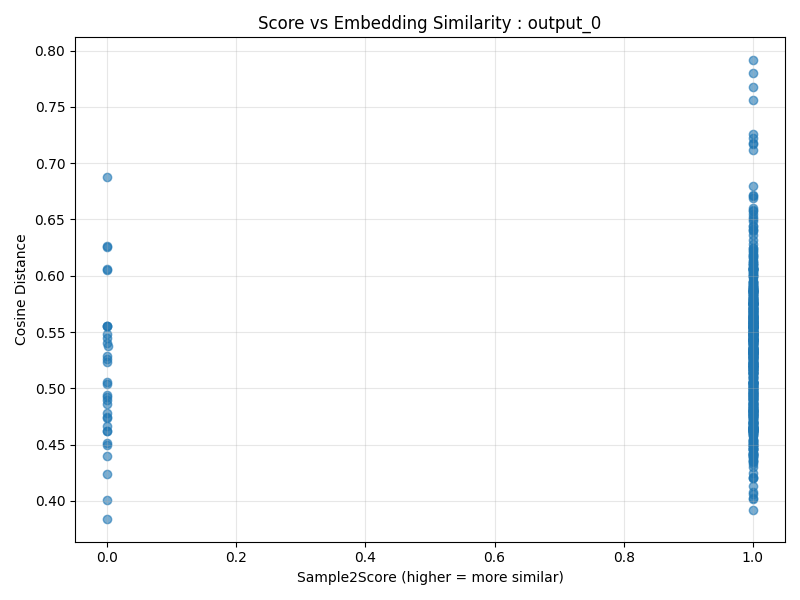 Score vs Embedding Similarity : output_0
0.80
0.75
0.70
0.65
0.60
0.55
0.50
0.45
0.40
Cosine Distance
0.0 0.2 0.4 0.6 0.8 1.0
Sample2Score (higher = more similar)